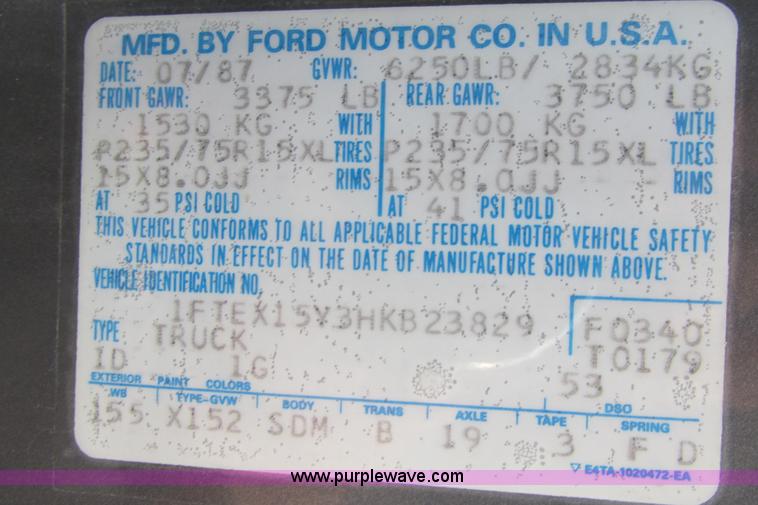 MFD. BY FORD MOTOR CO. IN U.S.A.
DATE: 07/87 GVWR: 6250LB/ 2834KG
FRONT GAWR: 3375 LB REAR GAWR: 3750 LB
1530 KG WITH 1700 KG WITH
P235/75R15XL TIRES P235/75R15XL TIRES
15X8.0JJ RIMS 15X8.0JJ - RIMS
AT 35 PSI COLD AT 41 PSI COLD
THIS VEHICLE CONFORMS TO ALL APPLICABLE FEDERAL MOTOR VEHICLE SAFETY
STANDARDS IN EFFECT ON THE DATE OF MANUFACTURE SHOWN ABOVE.
VEHICLE IDENTIFICATION NO.
1FTEX15Y3HKB23829 F0340
TYPE TRUCK T0179
1D 1G 53
EXTERIOR PAINT COLORS DSO
WB TYPE-GVW BODY TRANS AXLE TAPE SPRING
155 X152 SDM B 19 3 F D
▽ E4TA-1020472-EA
www.purplewave.com